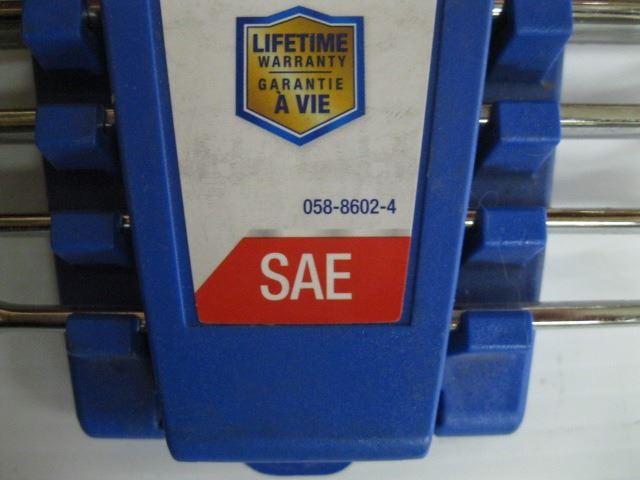 LIFETIME
WARRANTY
GARANTIE
À VIE
058-8602-4
SAE